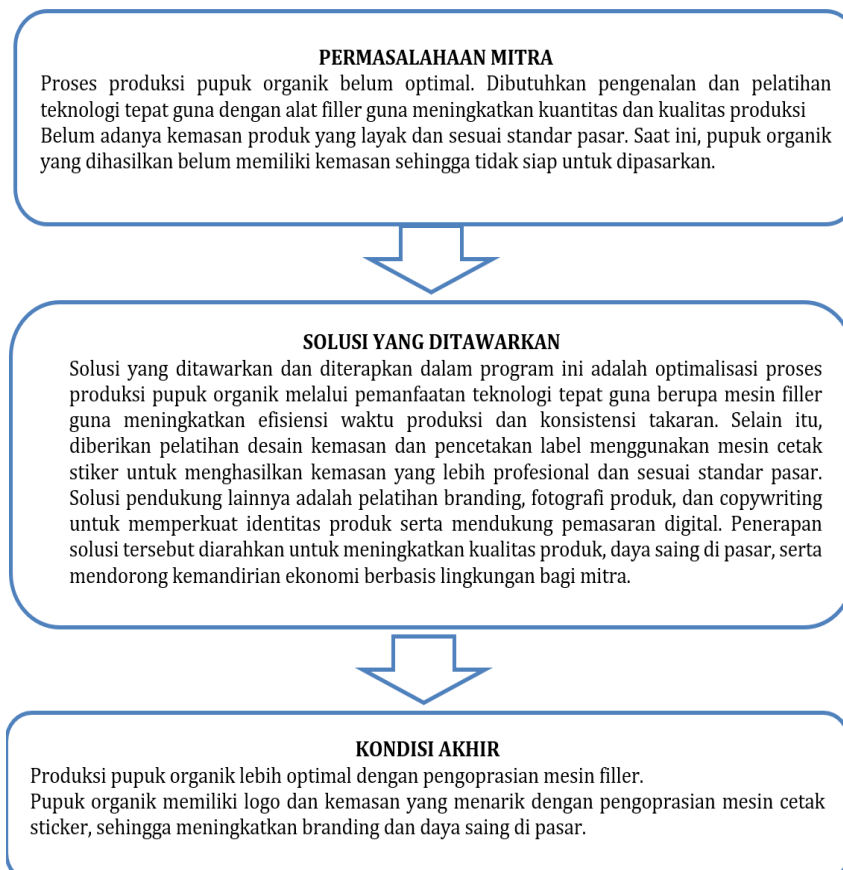 PERMASALAHAAN MITRA
Proses produksi pupuk organik belum optimal. Dibutuhkan pengenalan dan pelatihan
teknologi tepat guna dengan alat filler guna meningkatkan kuantitas dan kualitas produksi
Belum adanya kemasan produk yang layak dan sesuai standar pasar. Saat ini, pupuk organik
yang dihasilkan belum memiliki kemasan sehingga tidak siap untuk dipasarkan.
SOLUSI YANG DITAWARKAN
Solusi yang ditawarkan dan diterapkan dalam program ini adalah optimalisasi proses
produksi pupuk organik melalui pemanfaatan teknologi tepat guna berupa mesin filler
guna meningkatkan efisiensi waktu produksi dan konsistensi takaran. Selain itu,
diberikan pelatihan desain kemasan dan pencetakan label menggunakan mesin cetak
stiker untuk menghasilkan kemasan yang lebih profesional dan sesuai standar pasar.
Solusi pendukung lainnya adalah pelatihan branding, fotografi produk, dan copywriting
untuk memperkuat identitas produk serta mendukung pemasaran digital. Penerapan
solusi tersebut diarahkan untuk meningkatkan kualitas produk, daya saing di pasar, serta
mendorong kemandirian ekonomi berbasis lingkungan bagi mitra.
KONDISI AKHIR
Produksi pupuk organik lebih optimal dengan pengoprasian mesin filler.
Pupuk organik memiliki logo dan kemasan yang menarik dengan pengoprasian mesin cetak
sticker, sehingga meningkatkan branding dan daya saing di pasar.